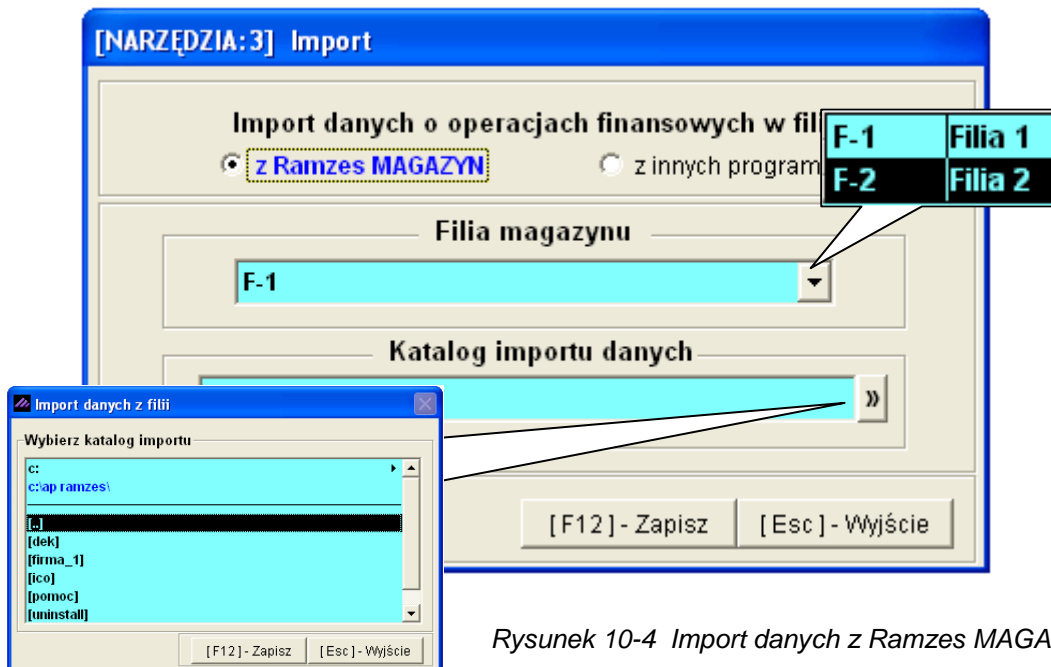 [NARZĘDZIA:3] Import
Import danych o operacjach finansowych w fili
z Ramzes MAGAZYN z innych program
F-1 Filia 1
F-2 Filia 2
Filia magazynu
F-1
Katalog importu danych
»
Import danych z filii
Wybierz katalog importu
c:
c:\ap ramzes\
[..]
[dek]
[firma_1]
[ico]
[pomoc]
[uninstall]
[F12] - Zapisz [Esc] - Wyjście
[F12] - Zapisz [Esc] - Wyjście
Rysunek 10-4 Import danych z Ramzes MAGA